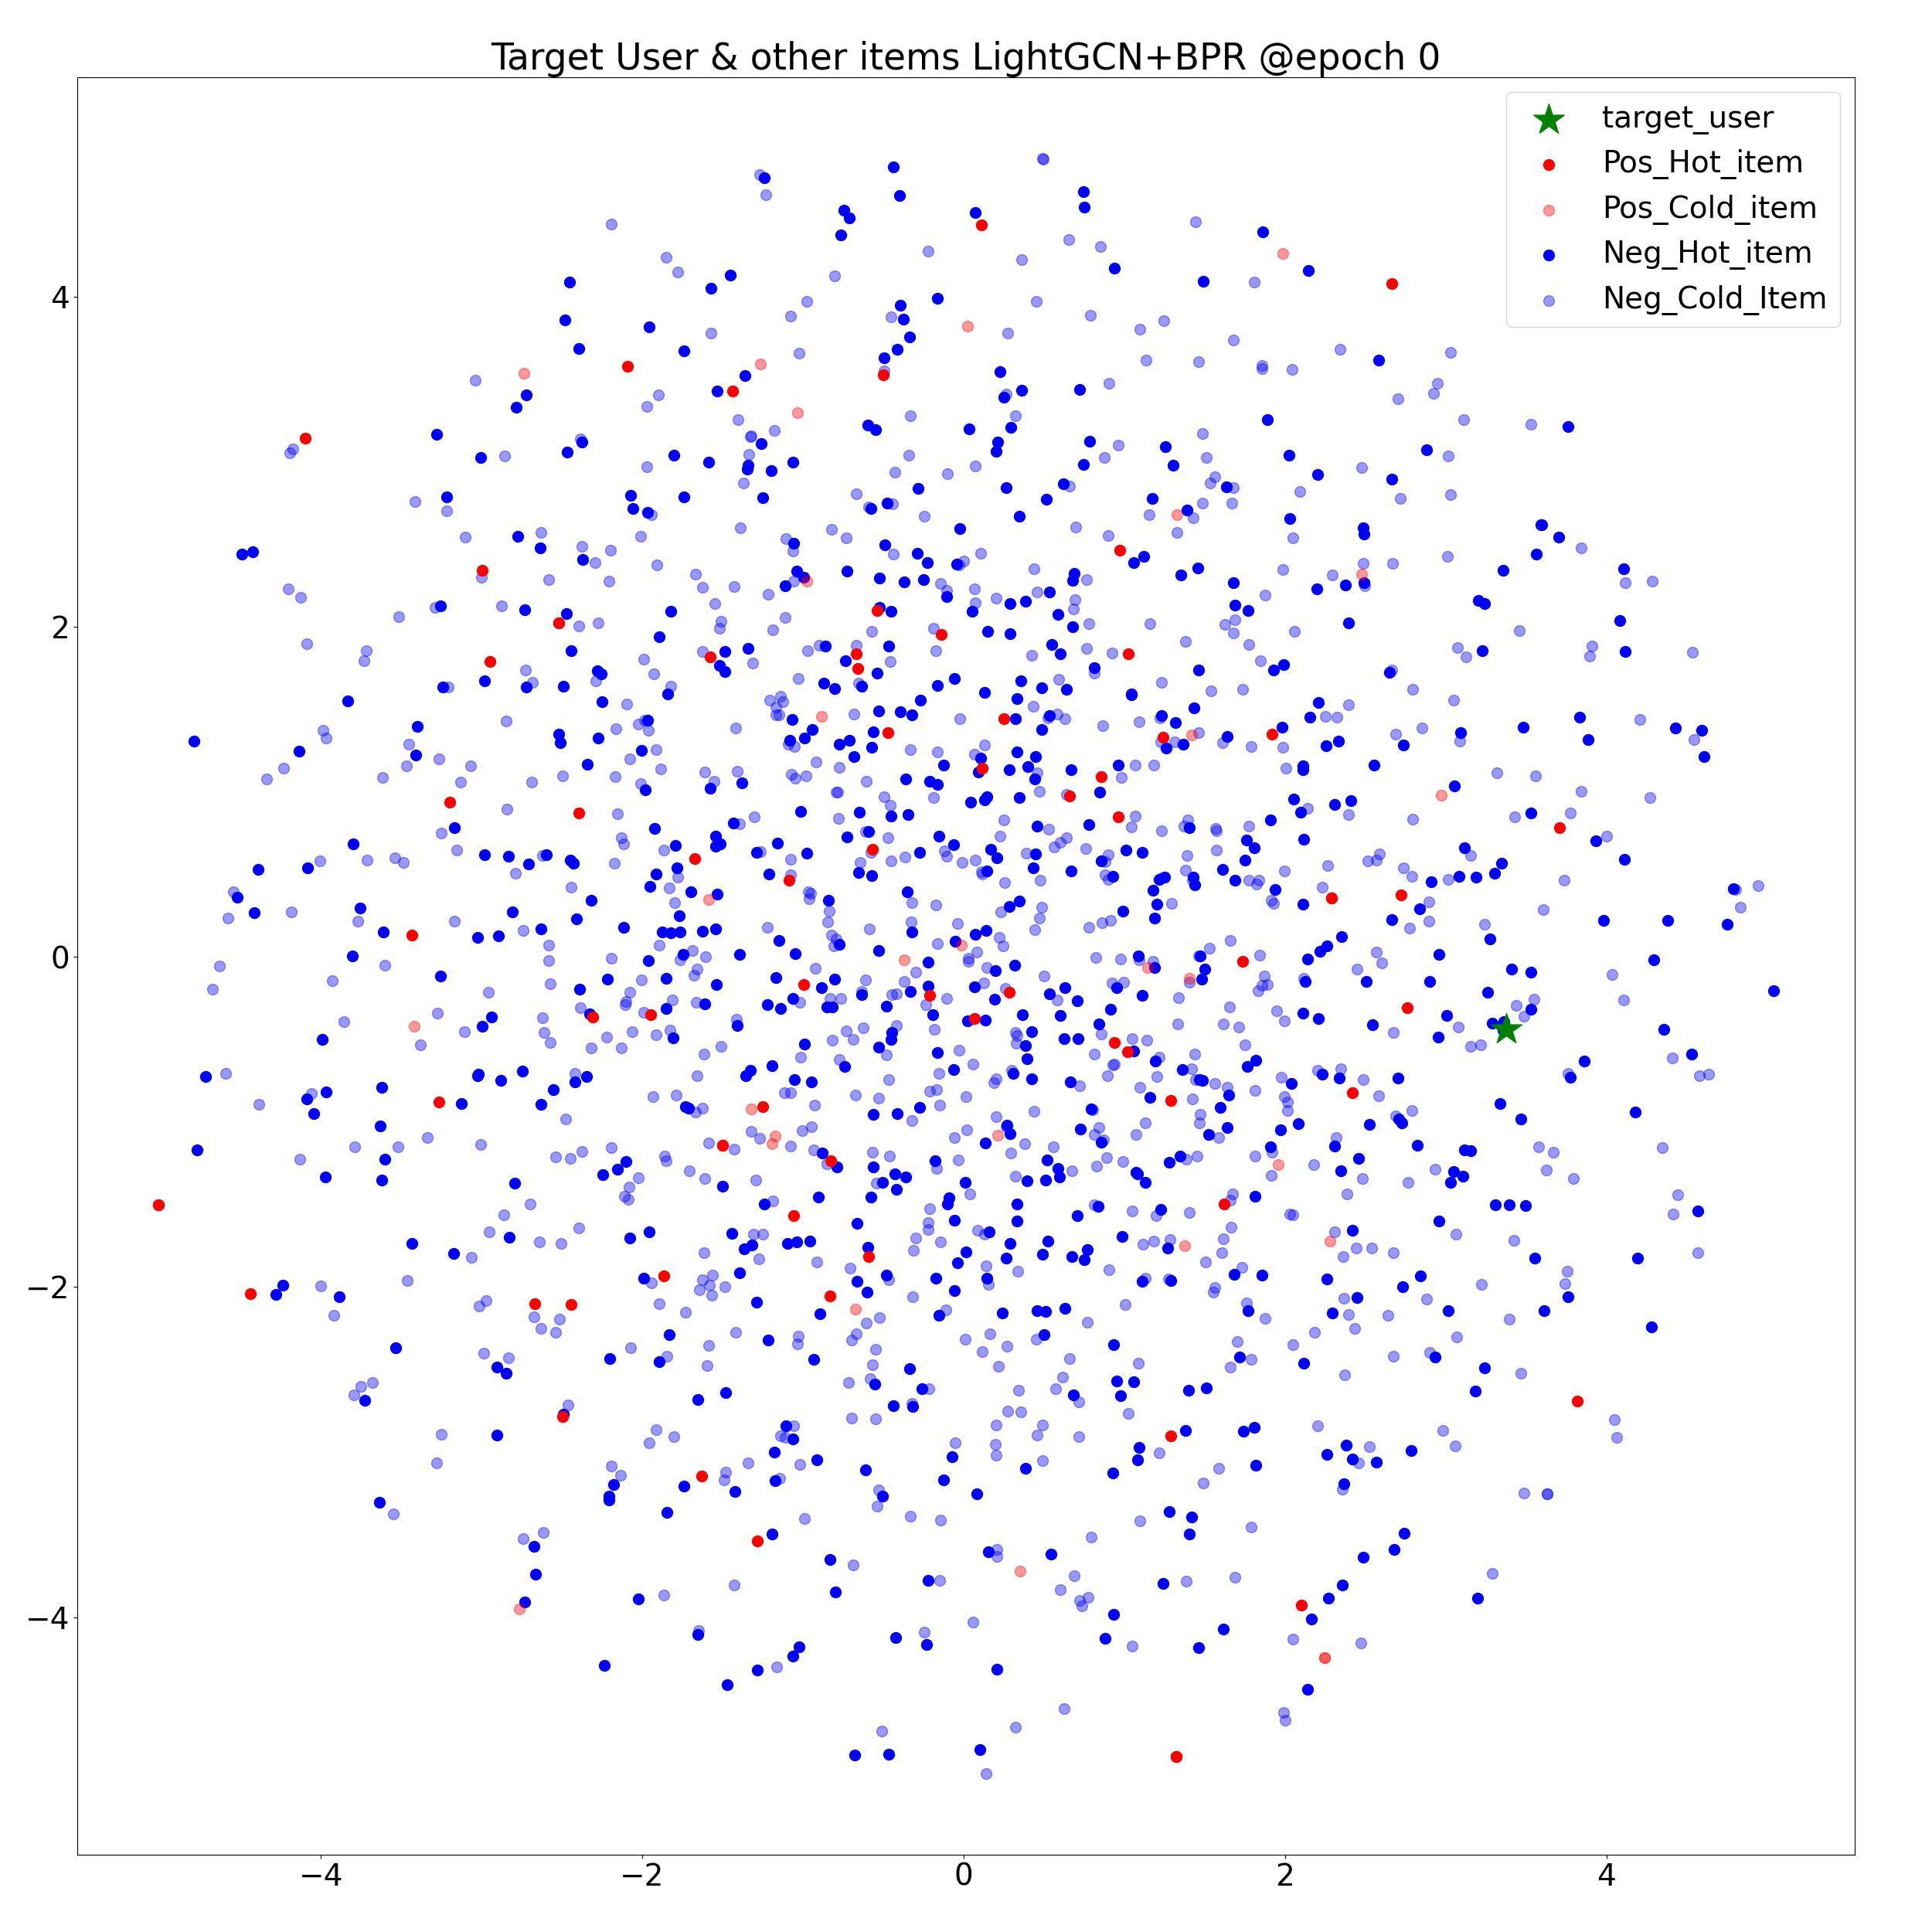 Target User & other items LightGCN+BPR @epoch 0
target_user
Pos_Hot_item
Pos_Cold_item
Neg_Hot_item
Neg_Cold_Item
4
2
0
−2
−4
−4
−2
0
2
4